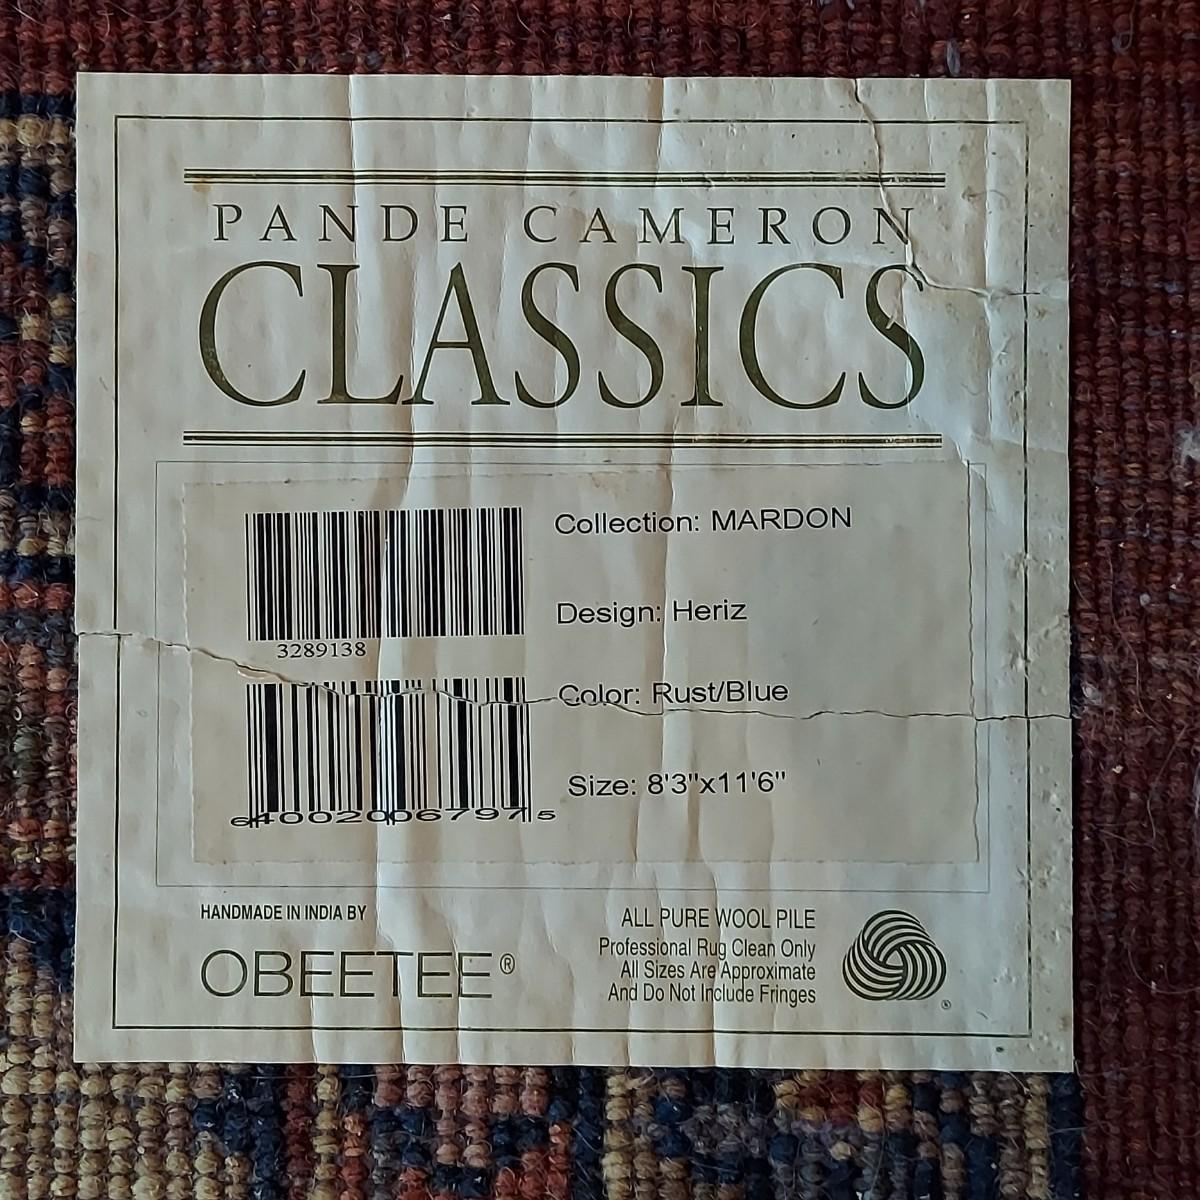 PANDE CAMERON
CLASSICS
Collection: MARDON
Design: Heriz
3289138
Color: Rust/Blue
Size: 8'3"x11'6"
640020067975
HANDMADE IN INDIA BY
OBEETEE®
ALL PURE WOOL PILE
Professional Rug Clean Only
All Sizes Are Approximate
And Do Not Include Fringes
®